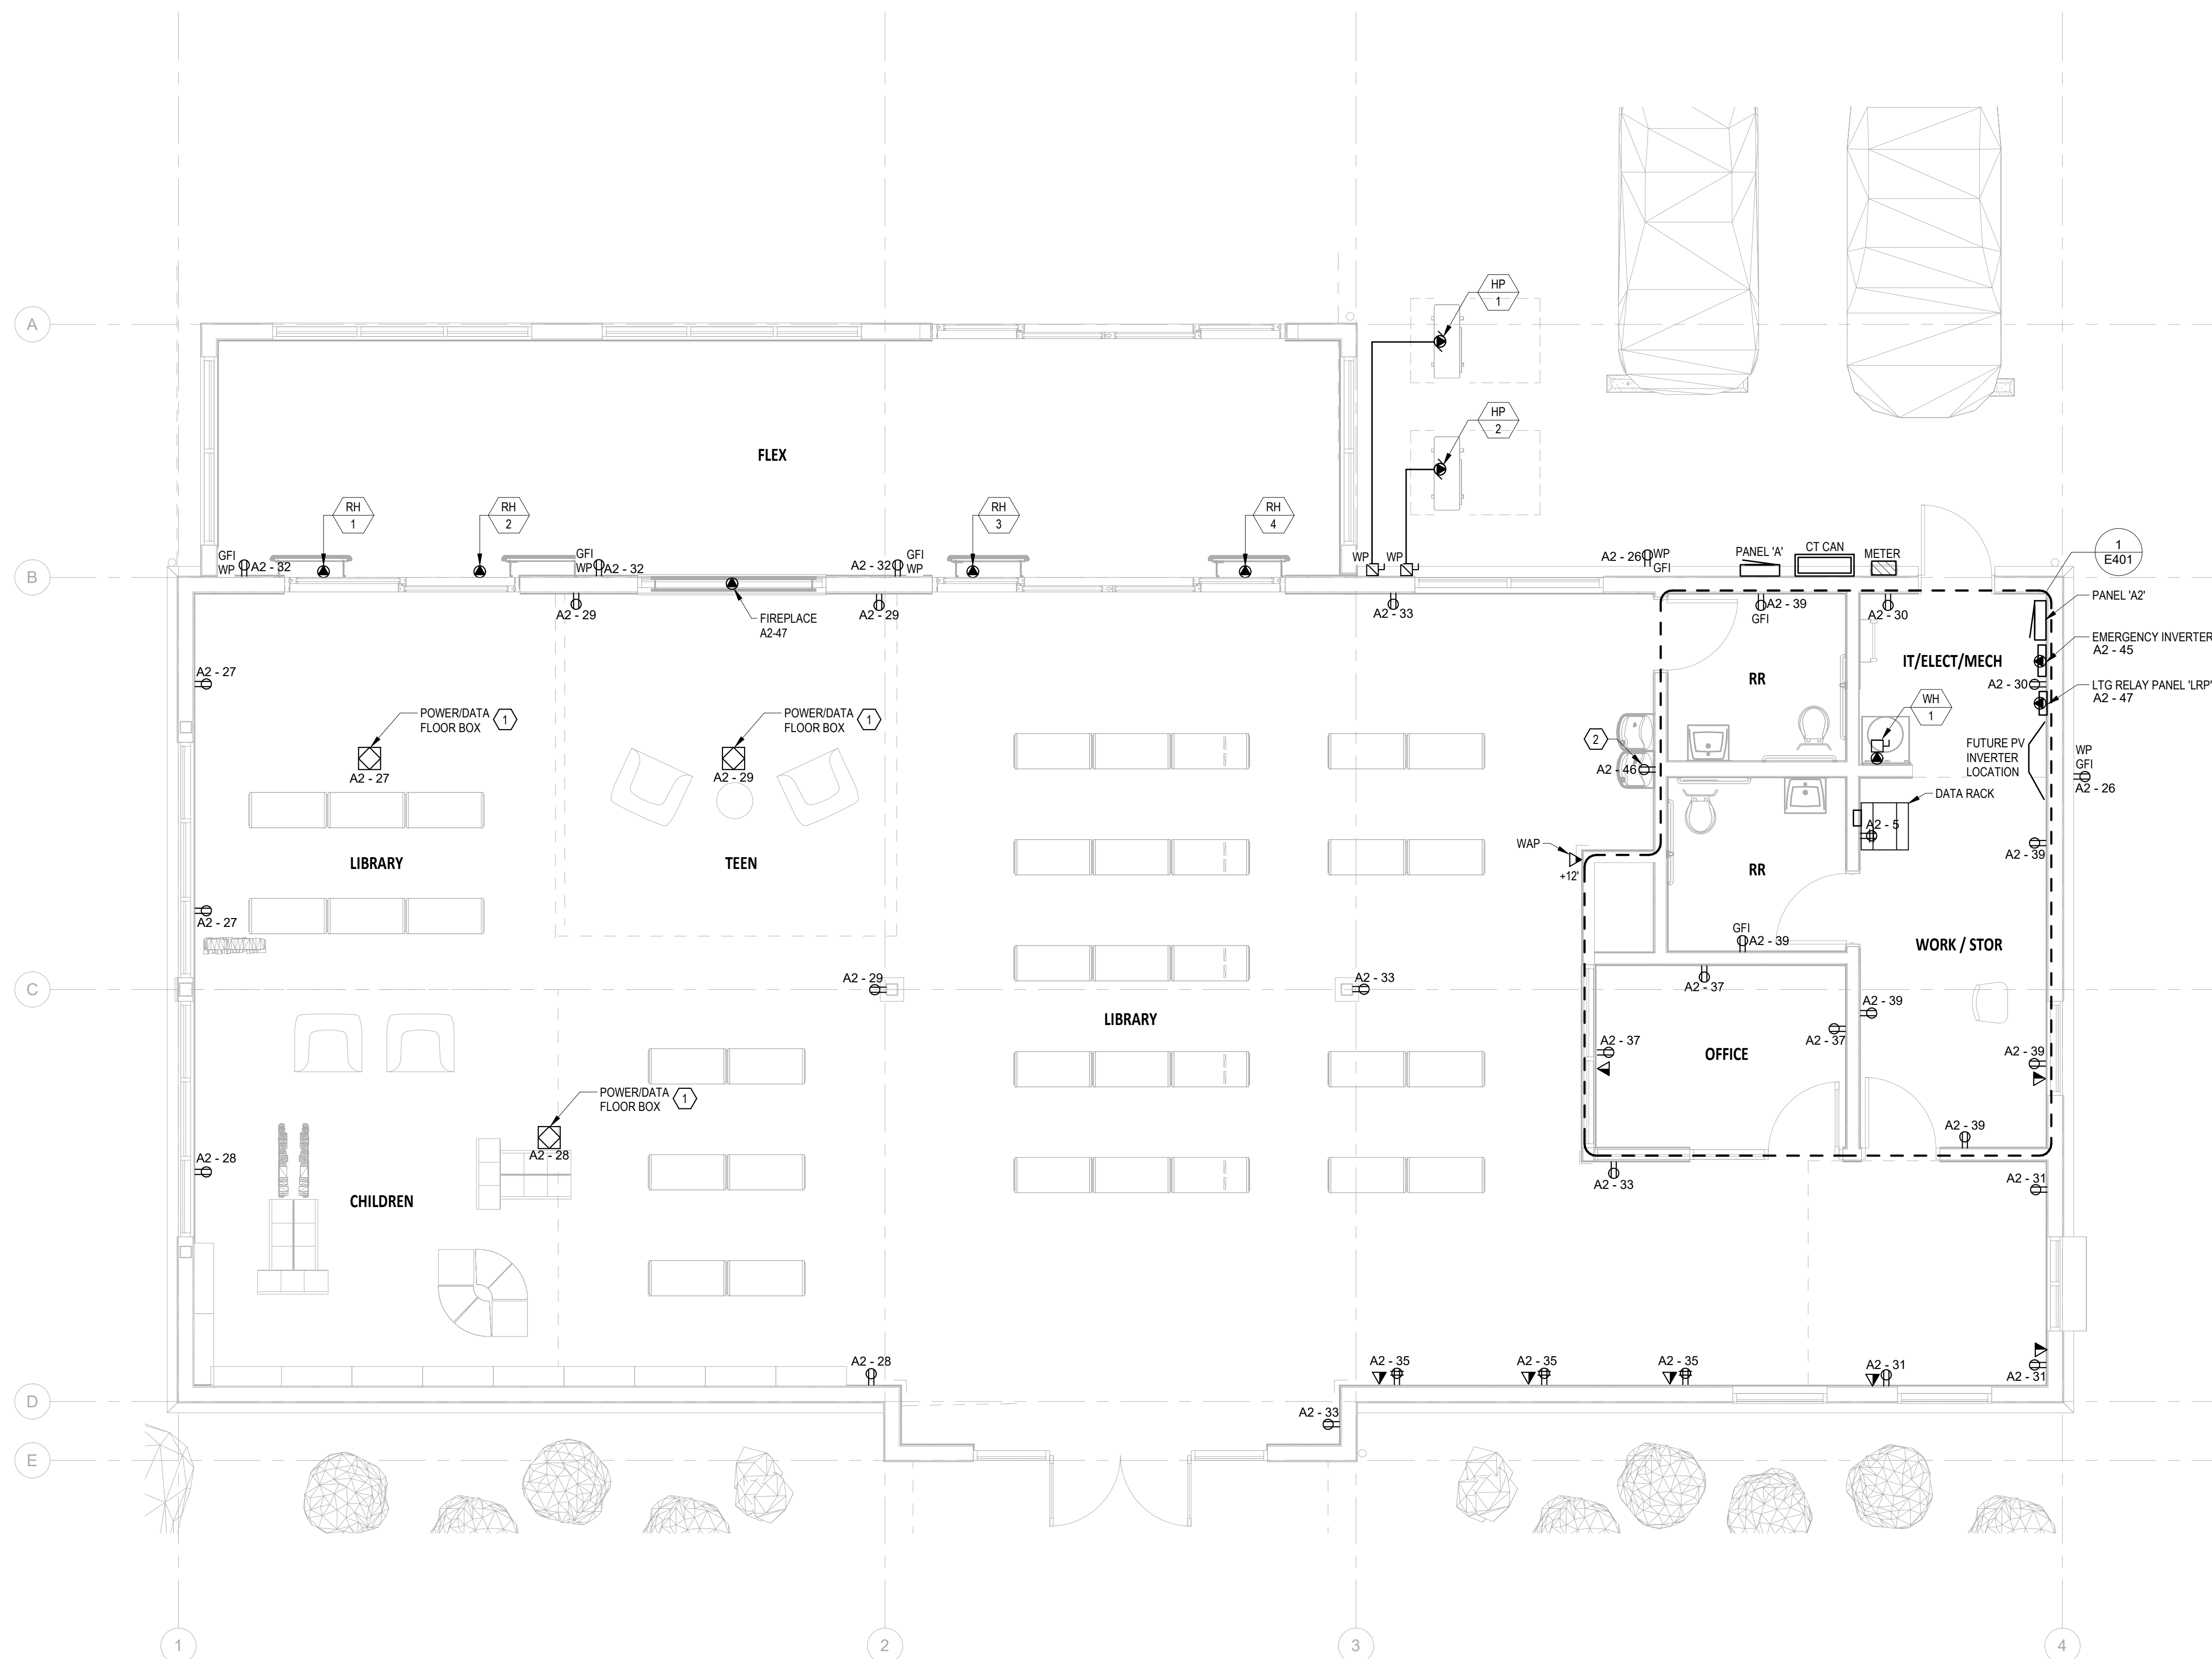 HP
1
A
HP
2
FLEX
RH
1
RH
2
RH
3
RH
4
1
E401
GFI
WP
A2 - 32
GFI
WP
A2 - 32
A2 - 32
GFI
WP
WP
WP
A2 - 26
WP
GFI
PANEL 'A'
CT CAN
METER
B
PANEL 'A2'
A2 - 29
FIREPLACE
A2-47
A2 - 29
A2 - 33
A2 - 39
GFI
A2 - 30
EMERGENCY INVERTER
A2 - 45
IT/ELECT/MECH
RR
A2 - 27
A2 - 30
LTG RELAY PANEL 'LRP'
A2 - 47
POWER/DATA
FLOOR BOX
1
A2 - 27
POWER/DATA
FLOOR BOX
1
A2 - 29
2
A2 - 46
WH
1
FUTURE PV
INVERTER
LOCATION
WP
GFI
A2 - 26
DATA RACK
A2 - 5
WAP
+12'
A2 - 39
LIBRARY
TEEN
RR
A2 - 27
GFI
A2 - 39
WORK / STOR
C
A2 - 29
A2 - 33
A2 - 37
A2 - 39
LIBRARY
A2 - 37
A2 - 37
OFFICE
A2 - 39
POWER/DATA
FLOOR BOX
1
A2 - 28
A2 - 28
A2 - 39
CHILDREN
A2 - 33
A2 - 31
A2 - 28
A2 - 35
A2 - 35
A2 - 35
A2 - 31
A2 - 31
D
A2 - 33
E
1
2
3
4